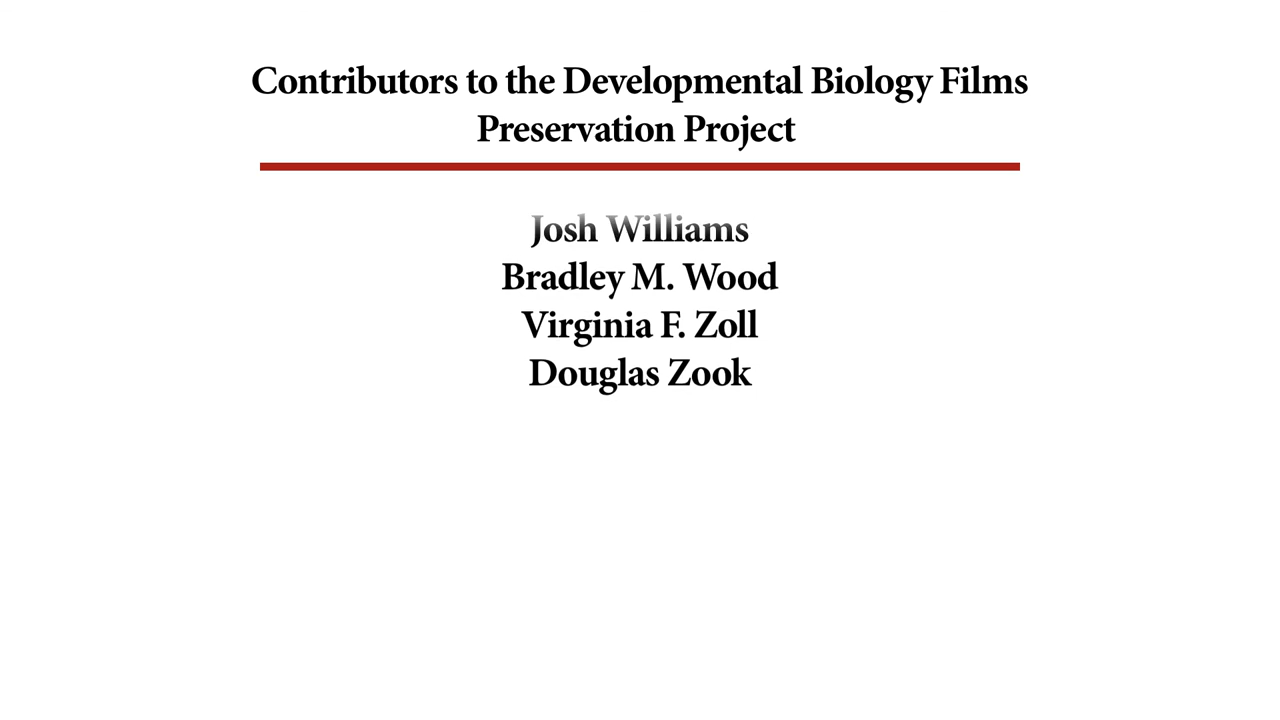 Contributors to the Developmental Biology Films
Preservation Project
Josh Williams
Bradley M. Wood
Virginia F. Zoll
Douglas Zook